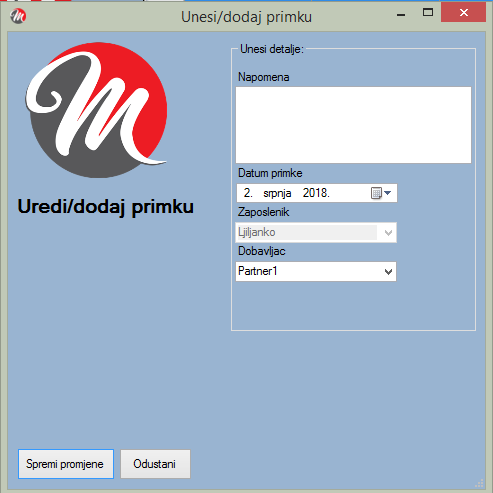 Unesi/dodaj primku
Unesi detalje:
Napomena
Datum primke
2. srpnja 2018.
Zaposlenik
Ljiljanko
Dobavljac
Partner1
M
Uredi/dodaj primku
Spremi promjene
Odustani